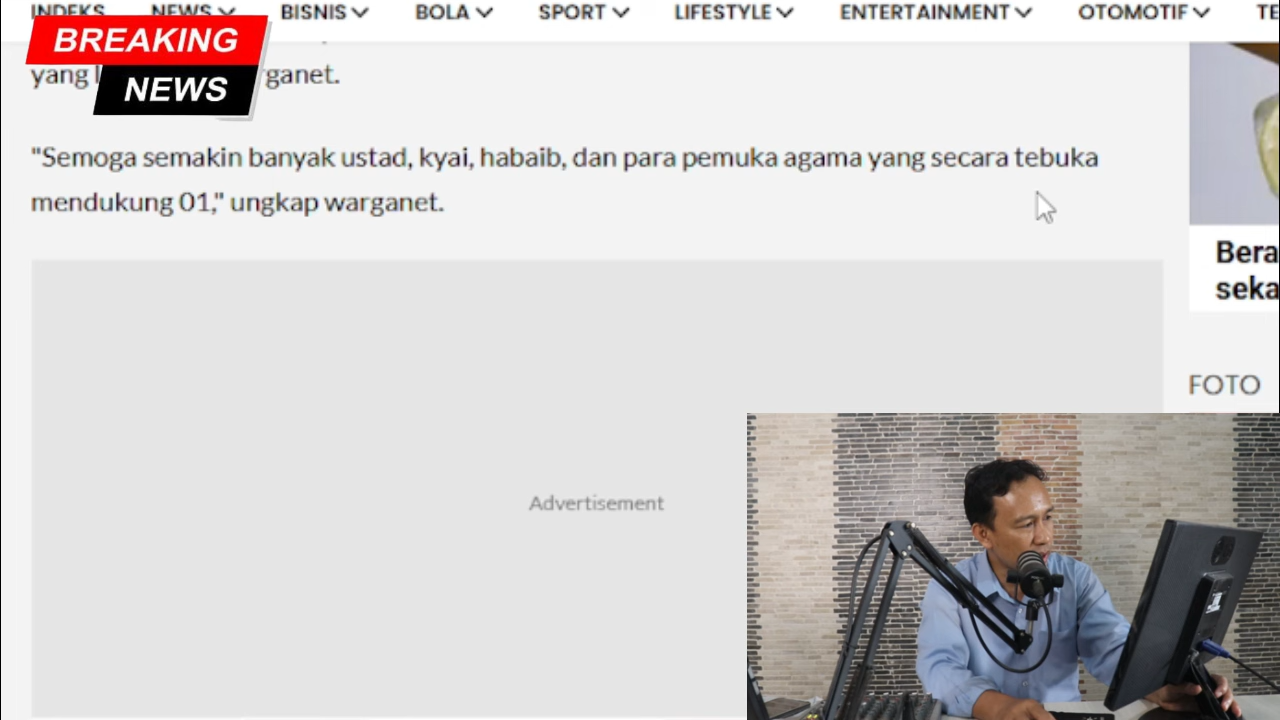 INDEKS NEWS BISNIS BOLA SPORT LIFESTYLE ENTERTAINMENT OTOMOTIF
BREAKING
NEWS
yang
"Semoga semakin banyak ustad, kyai, habaib, dan para pemuka agama yang secara tebuka
mendukung 01," ungkap warganet.
Advertisement
Bera
seka
FOTO